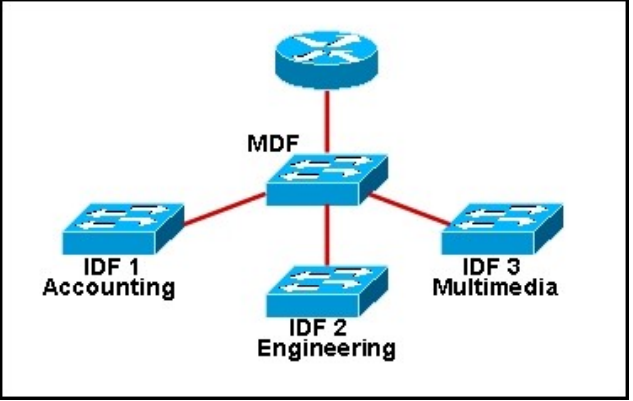 MDF
IDF 1
Accounting
IDF 2
Engineering
IDF 3
Multimedia